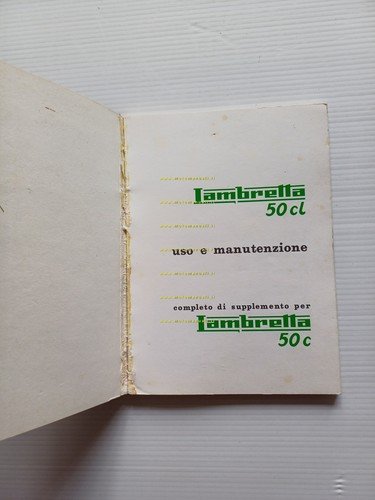 Lambretta
50 cl
uso e manutenzione
completo di supplemento per
Lambretta
50 c